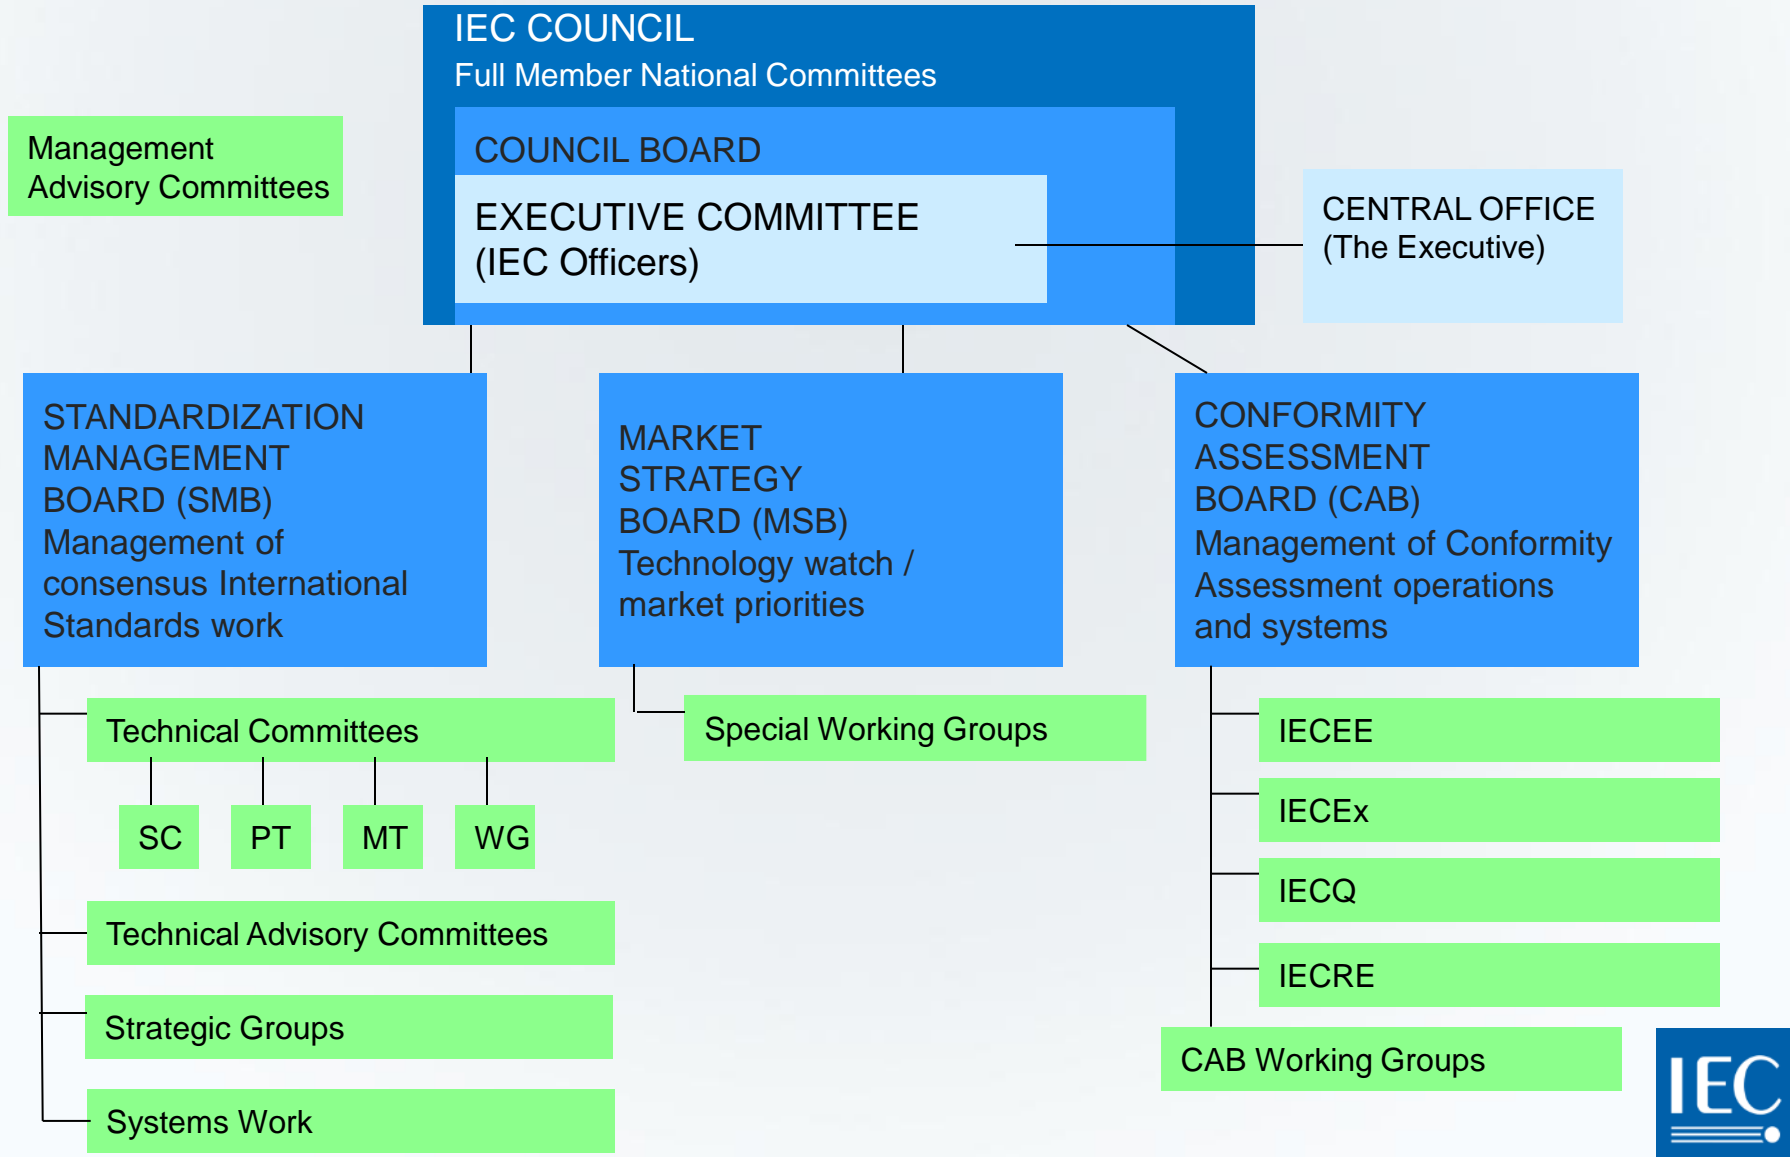 IEC COUNCIL
Full Member National Committees
Management
Advisory Committees
COUNCIL BOARD
EXECUTIVE COMMITTEE
(IEC Officers)
CENTRAL OFFICE
(The Executive)
STANDARDIZATION
MANAGEMENT
BOARD (SMB)
Management of
consensus International
Standards work
MARKET
STRATEGY
BOARD (MSB)
Technology watch /
market priorities
CONFORMITY
ASSESSMENT
BOARD (CAB)
Management of Conformity
Assessment operations
and systems
Technical Committees
SC
PT
MT
WG
Technical Advisory Committees
Strategic Groups
Systems Work
Special Working Groups
IECEE
IECEx
IECQ
IECRE
CAB Working Groups
IEC